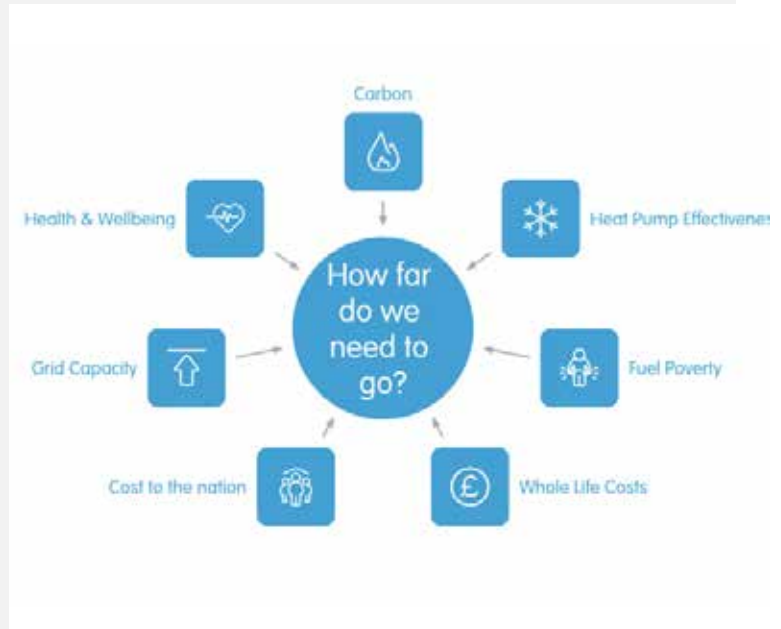 Carbon
Health & Wellbeing
Heat Pump Effectivenes
How far
do we
need to
go?
Grid Capacity
Fuel Poverty
Cost to the nation
£
Whole Life Costs